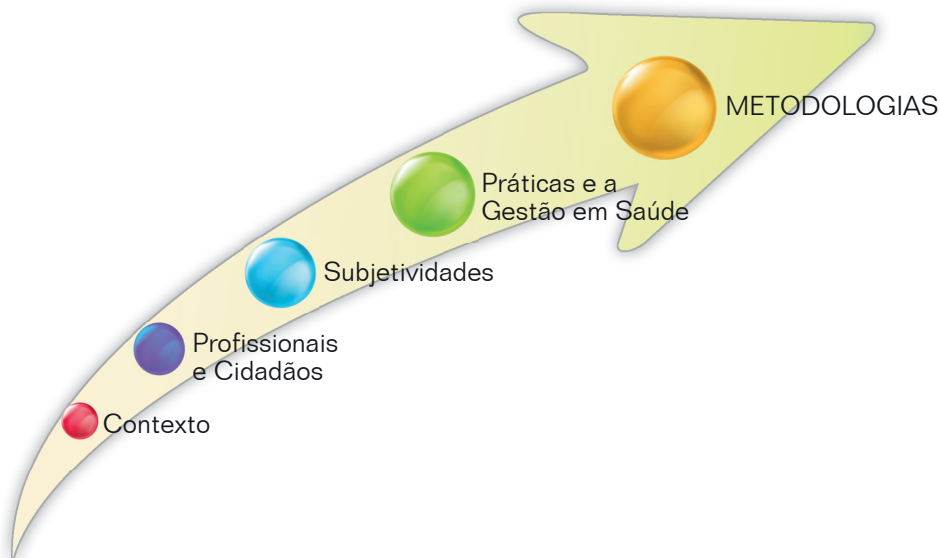 METODOLOGIAS
Práticas e a
Gestão em Saúde
Subjetividades
Profissionais
e Cidadãos
Contexto